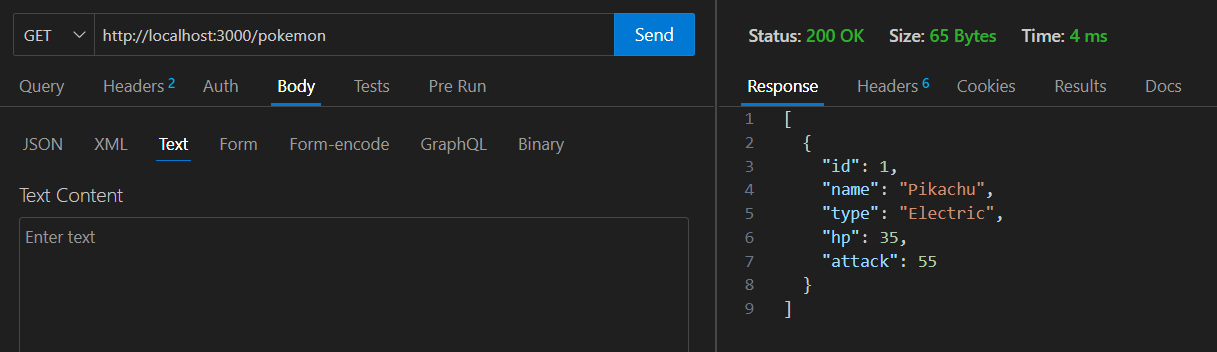 GET http://localhost:3000/pokemon Send
Query Headers 2 Auth Body Tests Pre Run
JSON XML Text Form Form-encode GraphQL Binary
Text Content
Enter text
Status: 200 OK Size: 65 Bytes Time: 4 ms
Response Headers 6 Cookies Results Docs
1 [
2 {
3 "id": 1,
4 "name": "Pikachu",
5 "type": "Electric",
6 "hp": 35,
7 "attack": 55
8 }
9 ]